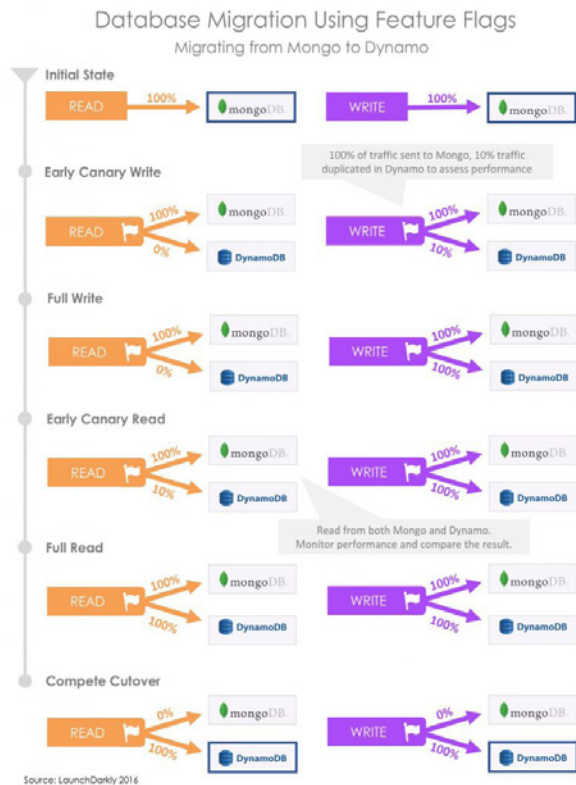 Database Migration Using Feature Flags
Migrating from Mongo to Dynamo
Initial State
READ
100%
mongoDB.
WRITE
100%
mongoDB.
100% of traffic sent to Mongo, 10% traffic
duplicated in Dynamo to assess performance
Early Canary Write
READ
100%
mongoDB.
0%
DynamoDB
WRITE
100%
mongoDB.
10%
DynamoDB
Full Write
READ
100%
mongoDB.
0%
DynamoDB
WRITE
100%
mongoDB.
100%
DynamoDB
Early Canary Read
READ
100%
mongoDB.
10%
DynamoDB
WRITE
100%
mongoDB.
100%
DynamoDB
Read from both Mongo and Dynamo.
Monitor performance and compare the result.
Full Read
READ
100%
mongoDB.
100%
DynamoDB
WRITE
100%
mongoDB.
100%
DynamoDB
Compete Cutover
READ
0%
mongoDB.
100%
DynamoDB
WRITE
0%
mongoDB.
100%
DynamoDB
Source: LaunchDarkly 2016